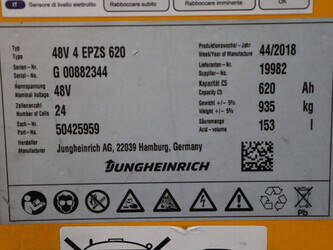 IT Sensore di livello elettrolito Rabboccare subito Rabboccare imminente OK
Typ
Type 48V 4 EPZS 620 Produktionswoche/-Jahr
Week/Year of Manufacture 44/2018
Serien-Nr.
Serial-No. G 00882344 Lieferanten-Nr.
Supplier-No. 19982
Nennspannung
Nominal Voltage 48V Kapazität C5
Capacity C5 620 Ah
Zellenanzahl
Number of Cells 24 Gewicht +/- 5%
Weight +/- 5% 935 kg
Sachnummer
Part-No. 50425959 Säuremenge
Acid-volume 153 l
Hersteller
Manufacturer Jungheinrich AG, 22039 Hamburg, Germany
JUNGHEINRICH
Pb